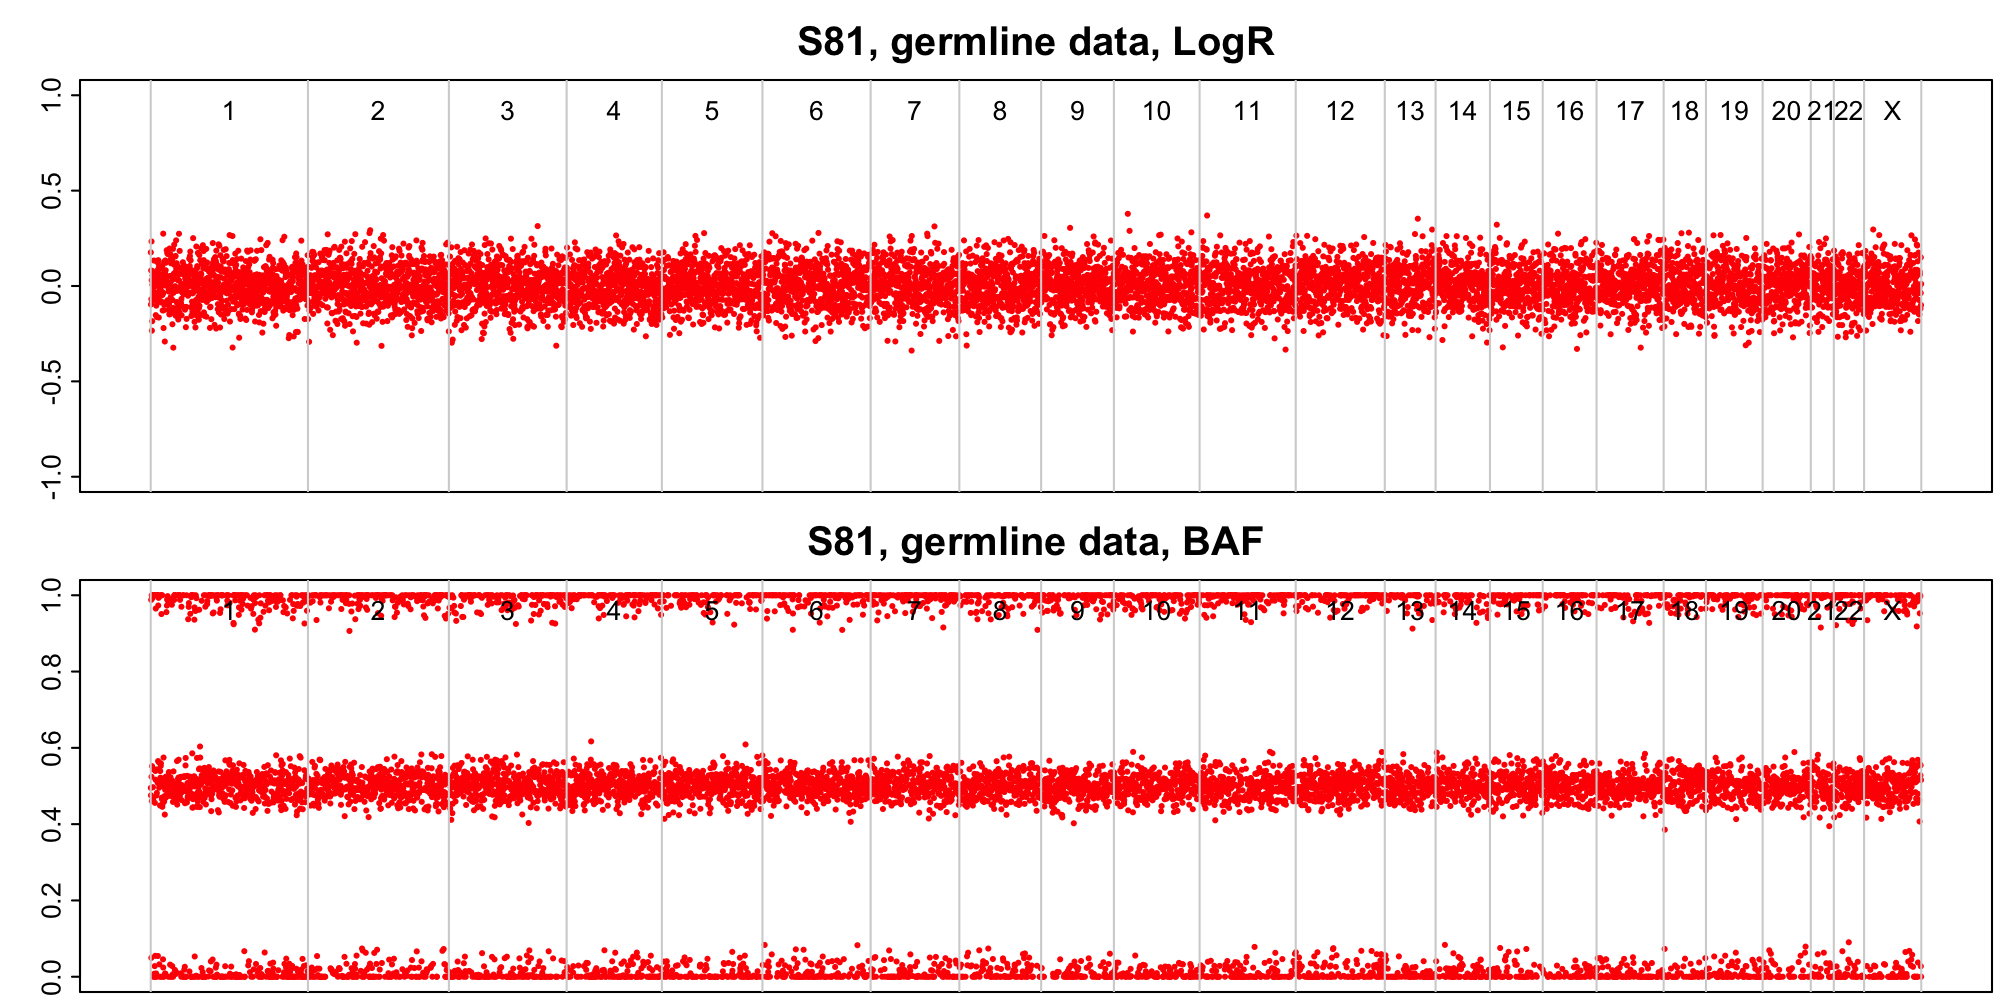 S81, germline data, LogR
1 2 3 4 5 6 7 8 9 10 11 12 13 14 15 16 17 18 19 20 21 22 X
1.0
0.5
0.0
-0.5
-1.0
S81, germline data, BAF
1 2 3 4 5 6 7 8 9 10 11 12 13 14 15 16 17 18 19 20 21 22 X
1.0
0.8
0.6
0.4
0.2
0.0